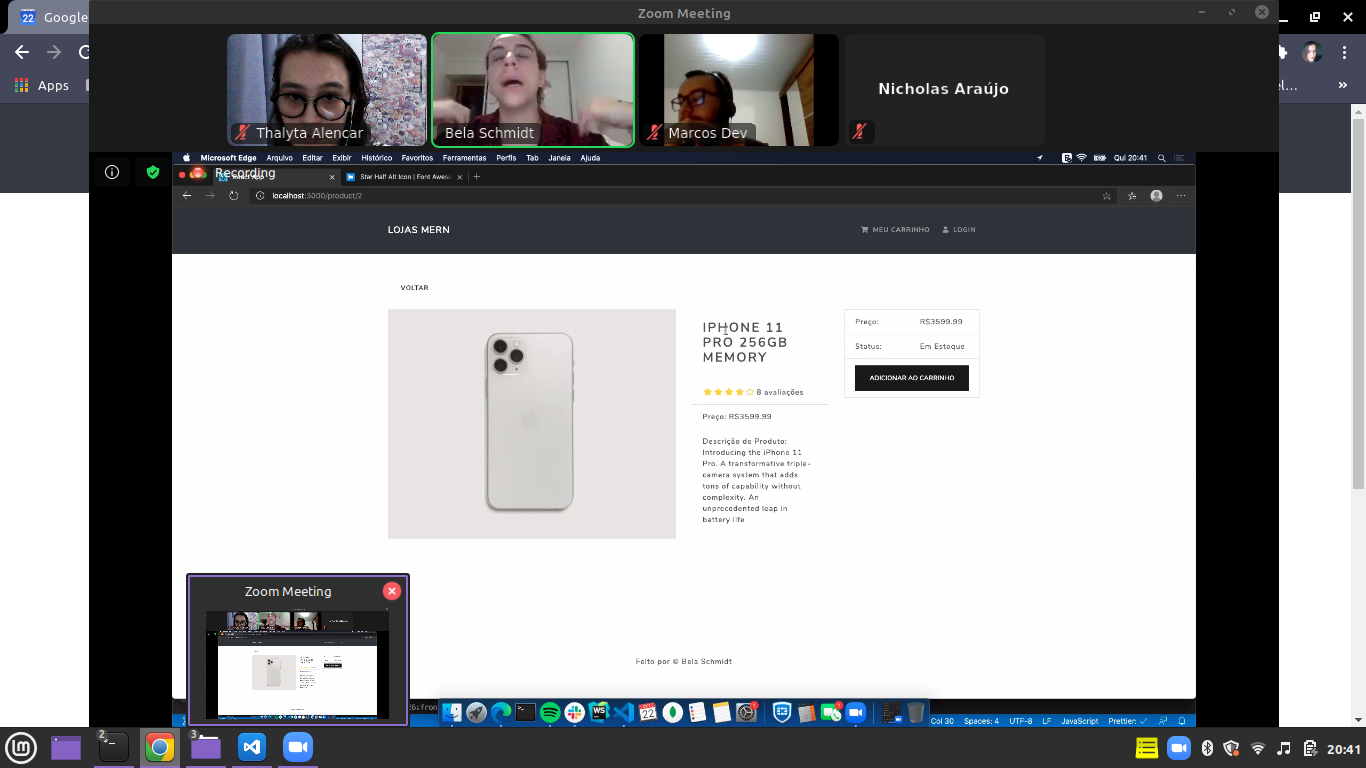 Zoom Meeting
22
Google
Apps
el...
»
Thalyta Alencar
Bela Schmidt
Marcos Dev
Nicholas Araújo
Microsoft Edge Arquivo Editar Exibir Histórico Favoritos Ferramentas Perfis Tab Janela Ajuda
Qui 20:41
Recording
App
Star Half Alt Icon | Font Aweso
localhost:3000/product/2
LOJAS MERN
MEU CARRINHO
LOGIN
VOLTAR
IPHONE 11
PRO 256GB
MEMORY
8 avaliações
Preço: R$3599.99
Descrição do Produto:
Introducing the iPhone 11
Pro. A transformative triple-
camera system that adds
tons of capability without
complexity. An
unprecedented leap in
battery life
Preço: R$3599.99
Status: Em Estoque
ADICIONAR AO CARRINHO
Zoom Meeting
Feito por © Bela Schmidt
22
Col 30 Spaces: 4 UTF-8 LF JavaScript Prettier: ✓
2
3
20:41